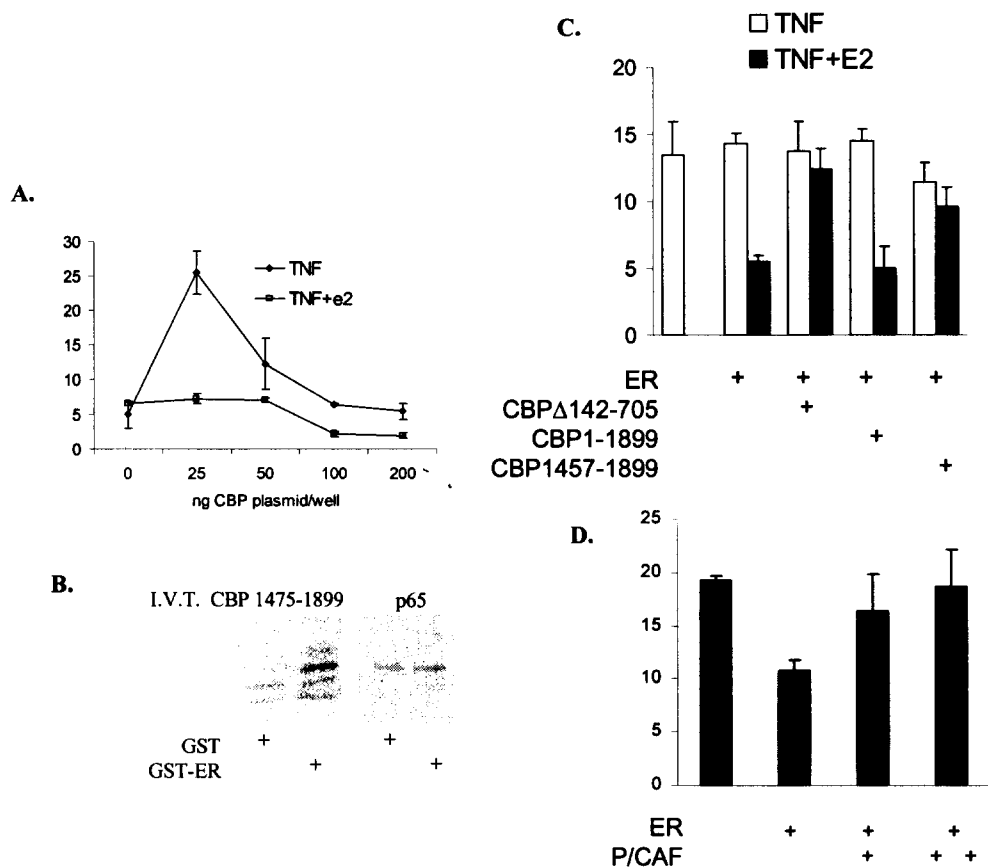 A.
30
25
20
15
10
5
0
TNF
TNF+e2
0 25 50 100 200
ng CBP plasmid/well
B.
I.V.T. CBP 1475-1899 p65
GST + +
GST-ER + +
C.
TNF
TNF+E2
20
15
10
5
0
ER + + + +
CBPΔ142-705 +
CBP1-1899 +
CBP1457-1899 +
D.
25
20
15
10
5
0
ER + + +
P/CAF + + +